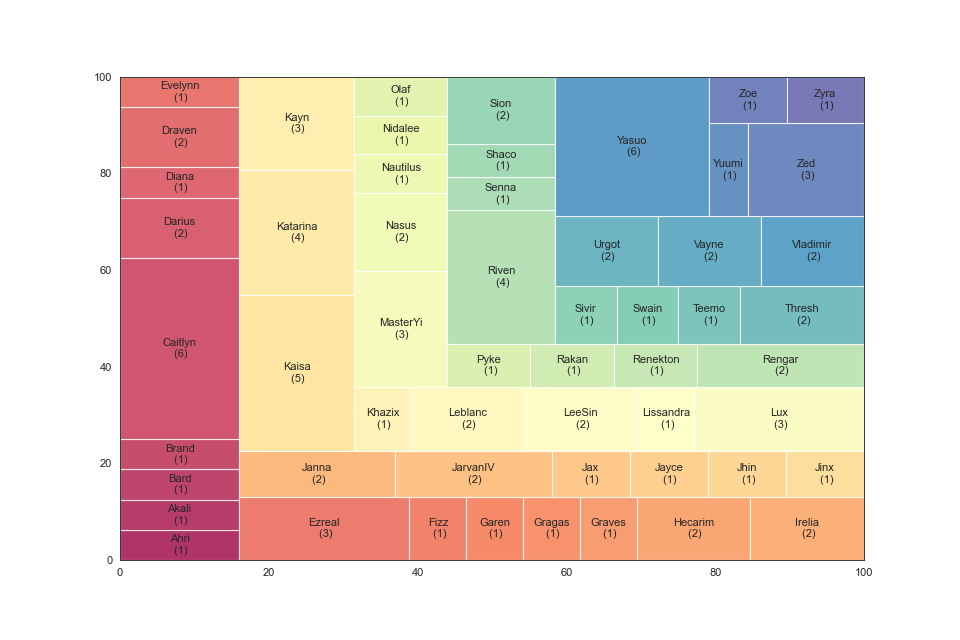 100
80
60
40
20
0
Evelynn
(1)
Draven
(2)
Diana
(1)
Darius
(2)
Caitlyn
(6)
Brand
(1)
Bard
(1)
Akali
(1)
Ahri
(1)
Kayn
(3)
Katarina
(4)
Kaisa
(5)
Olaf
(1)
Nidalee
(1)
Nautilus
(1)
Nasus
(2)
MasterYi
(3)
Sion
(2)
Shaco
(1)
Senna
(1)
Riven
(4)
Yasuo
(6)
Zoe
(1)
Zyra
(1)
Yuumi
(1)
Zed
(3)
Urgot
(2)
Vayne
(2)
Vladimir
(2)
Sivir
(1)
Swain
(1)
Teemo
(1)
Thresh
(2)
Pyke
(1)
Rakan
(1)
Renekton
(1)
Rengar
(2)
Khazix
(1)
Leblanc
(2)
LeeSin
(2)
Lissandra
(1)
Lux
(3)
Janna
(2)
JarvanIV
(2)
Jax
(1)
Jayce
(1)
Jhin
(1)
Jinx
(1)
Ezreal
(3)
Fizz
(1)
Garen
(1)
Gragas
(1)
Graves
(1)
Hecarim
(2)
Irelia
(2)
0 20 40 60 80 100